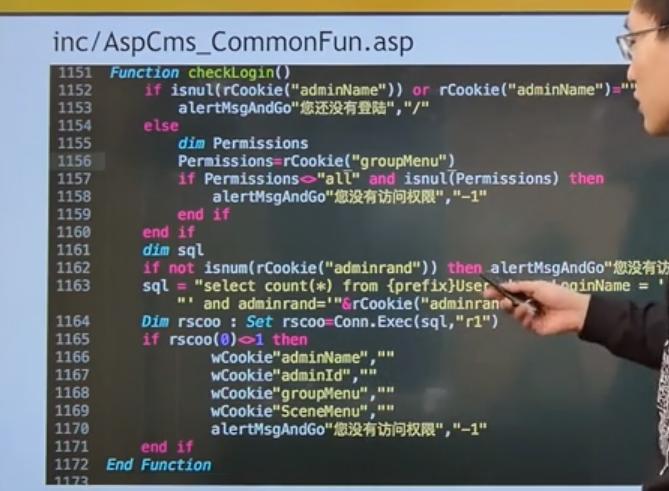 inc/AspCms_CommonFun.asp
1151 Function checkLogin()
1152 if isnul(rCookie("adminName")) or rCookie("adminName")=""
1153 alertMsgAndGo"您还没有登陆","/"
1154 else
1155 dim Permissions
1156 Permissions=rCookie("groupMenu")
1157 if Permissions<>"all" and isnul(Permissions) then
1158 alertMsgAndGo"您没有访问权限","-1"
1159 end if
1160 end if
1161 dim sql
1162 if not isnum(rCookie("adminrand")) then alertMsgAndGo"您没有访
1163 sql = "select count(*) from {prefix}User LoginName = '
"' and adminrand='"&rCookie("adminran
1164 Dim rscoo : Set rscoo=Conn.Exec(sql,"r1")
1165 if rscoo(0)<>1 then
1166 wCookie"adminName",""
1167 wCookie"adminId",""
1168 wCookie"groupMenu",""
1169 wCookie"SceneMenu",""
1170 alertMsgAndGo"您没有访问权限","-1"
1171 end if
1172 End Function
1173